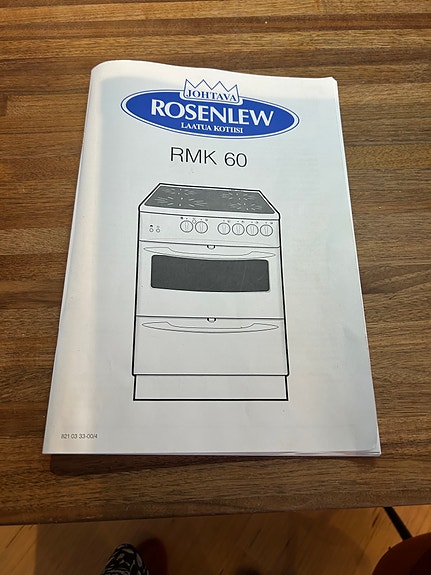 JOHTAVA
ROSENLEW
LAATUA KOTIISI
RMK 60
821 03 33-00/4